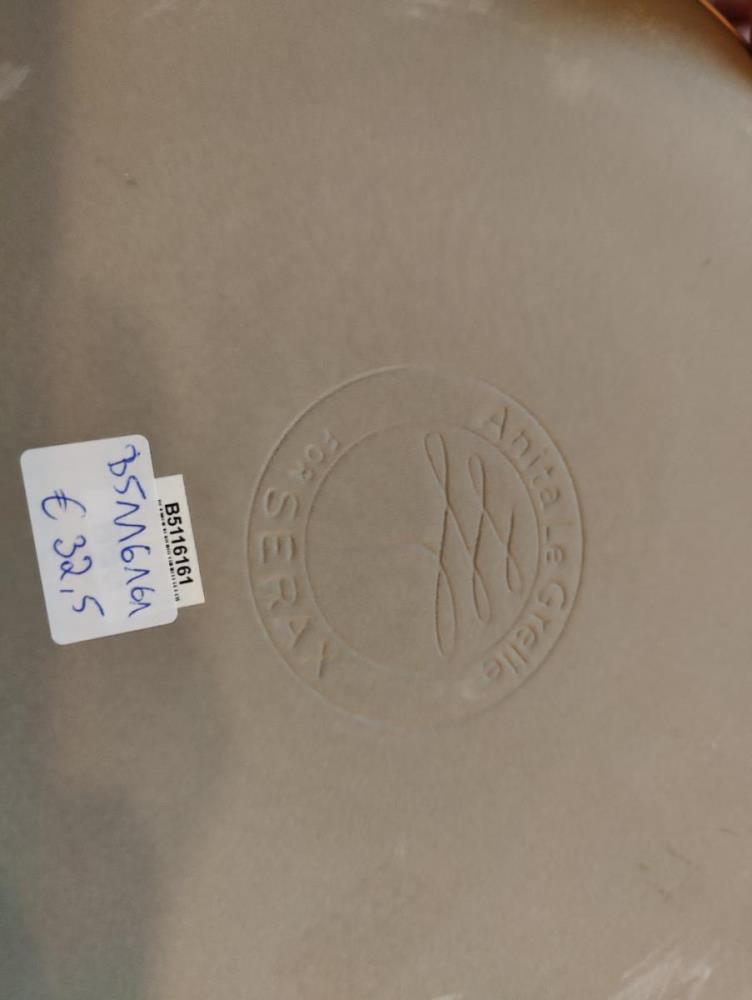 B5116161
€ 32,5
B5116161
Anita Le Grelle
FOR SERAX